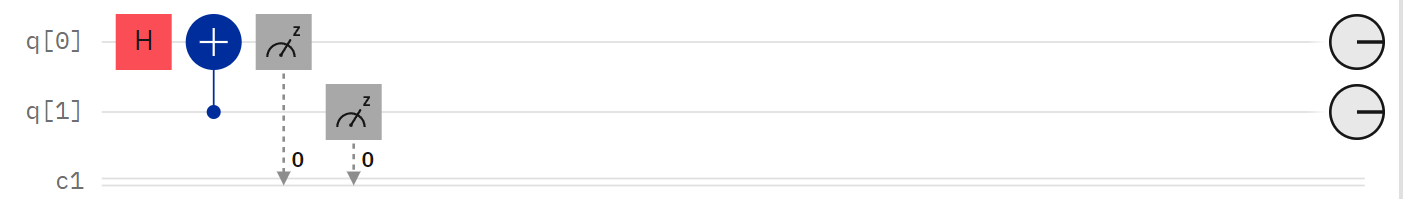 q[0] H + z
q[1] z
0 0
c1